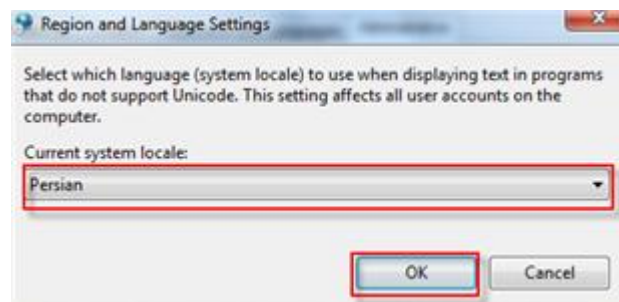 Region and Language Settings
Select which language (system locale) to use when displaying text in programs
that do not support Unicode. This setting affects all user accounts on the
computer.
Current system locale:
Persian
OK
Cancel